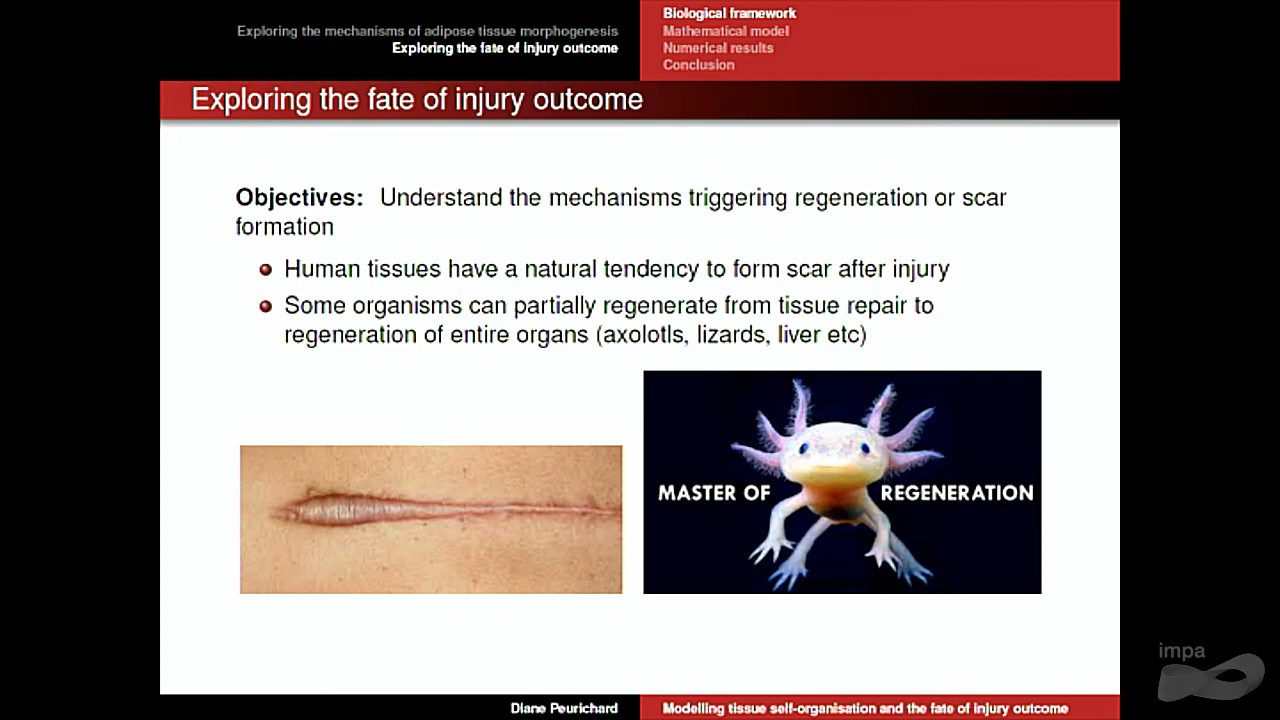 Exploring the mechanisms of adipose tissue morphogenesis
Exploring the fate of injury outcome
Biological framework
Mathematical model
Numerical results
Conclusion
Exploring the fate of injury outcome
Objectives: Understand the mechanisms triggering regeneration or scar
formation
Human tissues have a natural tendency to form scar after injury
Some organisms can partially regenerate from tissue repair to
regeneration of entire organs (axolotls, lizards, liver etc)
MASTER OF REGENERATION
impa
Diane Peurichard
Modelling tissue self-organisation and the fate of injury outcome